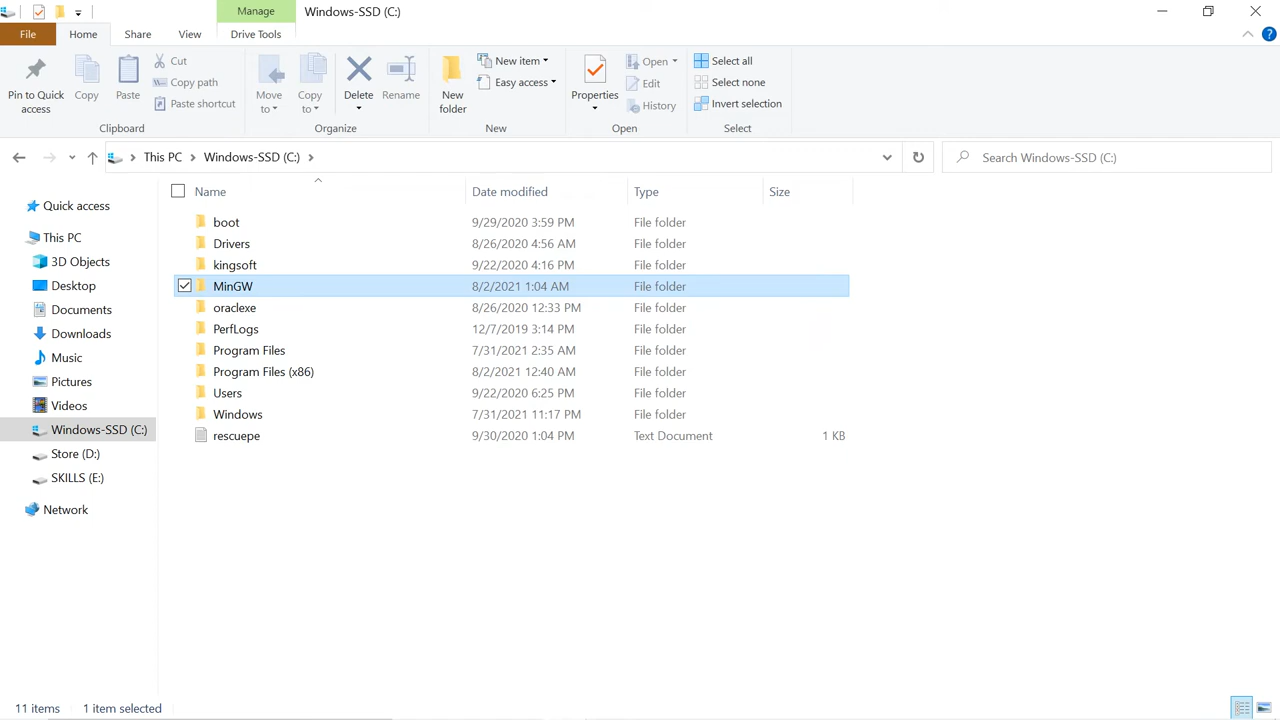 Manage
Windows-SSD (C:)
File
Home
Share
View
Drive Tools
Pin to Quick access
Copy
Paste
Cut
Copy path
Paste shortcut
Clipboard
Move to
Copy to
Delete
Rename
Organize
New folder
New item
Easy access
New
Properties
Open
Edit
History
Open
Select all
Select none
Invert selection
Select
This PC
Windows-SSD (C:)
Search Windows-SSD (C:)
Name Date modified Type Size
Quick access
This PC
3D Objects
Desktop
Documents
Downloads
Music
Pictures
Videos
Windows-SSD (C:)
Store (D:)
SKILLS (E:)
Network
boot 9/29/2020 3:59 PM File folder
Drivers 8/26/2020 4:56 AM File folder
kingsoft 9/22/2020 4:16 PM File folder
MinGW 8/2/2021 1:04 AM File folder
oraclexe 8/26/2020 12:33 PM File folder
PerfLogs 12/7/2019 3:14 PM File folder
Program Files 7/31/2021 2:35 AM File folder
Program Files (x86) 8/2/2021 12:40 AM File folder
Users 9/22/2020 6:25 PM File folder
Windows 7/31/2021 11:17 PM File folder
rescuepe 9/30/2020 1:04 PM Text Document 1 KB
11 items 1 item selected